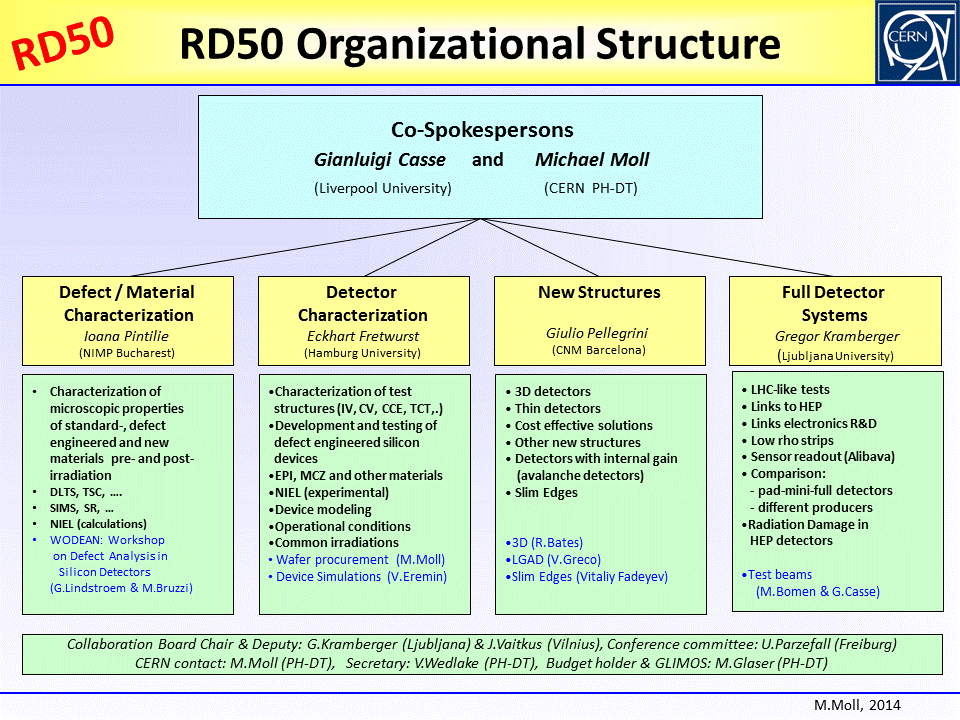 RD50
RD50 Organizational Structure
CERN
Co-Spokespersons
Gianluigi Casse and Michael Moll
(Liverpool University) (CERN PH-DT)
Defect / Material
Characterization
Ioana Pintilie
(NIMP Bucharest)
Detector
Characterization
Eckhart Fretwurst
(Hamburg University)
New Structures
Giulio Pellegrini
(CNM Barcelona)
Full Detector
Systems
Gregor Kramberger
(Ljubljana University)
• Characterization of
microscopic properties
of standard-, defect
engineered and new
materials pre- and post-
irradiation
• DLTS, TSC, ....
• SIMS, SR, ...
• NIEL (calculations)
• WODEAN: Workshop
on Defect Analysis in
Silicon Detectors
(G.Lindstroem & M.Bruzzi)
•Characterization of test
structures (IV, CV, CCE, TCT,.)
•Development and testing of
defect engineered silicon
devices
•EPI, MCZ and other materials
•NIEL (experimental)
•Device modeling
•Operational conditions
•Common irradiations
• Wafer procurement (M.Moll)
• Device Simulations (V.Eremin)
• 3D detectors
• Thin detectors
• Cost effective solutions
• Other new structures
• Detectors with internal gain
(avalanche detectors)
• Slim Edges
•3D (R.Bates)
•LGAD (V.Greco)
•Slim Edges (Vitaliy Fadeyev)
• LHC-like tests
• Links to HEP
• Links electronics R&D
• Low rho strips
• Sensor readout (Alibava)
• Comparison:
- pad-mini-full detectors
- different producers
•Radiation Damage in
HEP detectors
•Test beams
(M.Bomen & G.Casse)
Collaboration Board Chair & Deputy: G.Kramberger (Ljubljana) & J.Vaitkus (Vilnius), Conference committee: U.Parzefall (Freiburg)
CERN contact: M.Moll (PH-DT), Secretary: V.Wedlake (PH-DT), Budget holder & GLIMOS: M.Glaser (PH-DT)
M.Moll, 2014